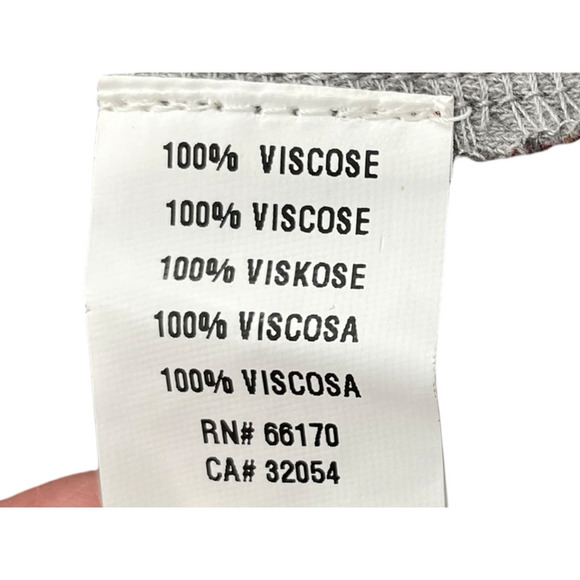 100% VISCOSE
100% VISCOSE
100% VISKOSE
100% VISCOSA
100% VISCOSA
RN# 66170
CA# 32054